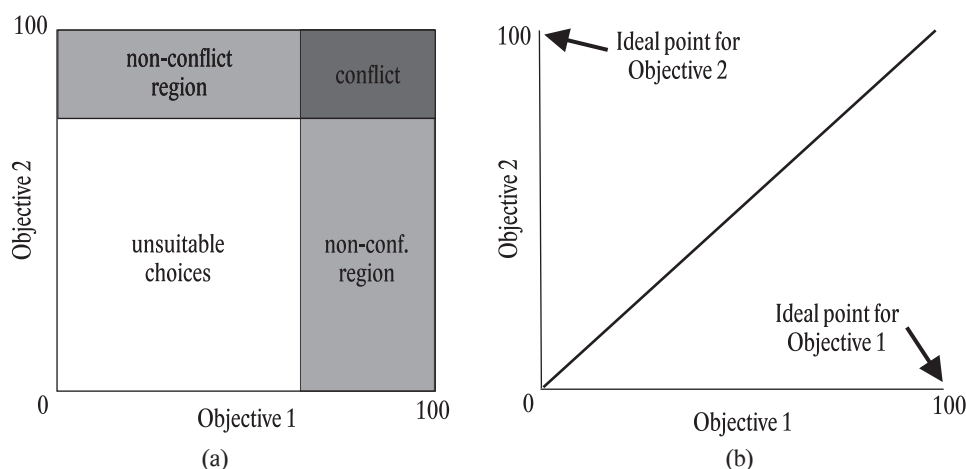 100
non-conflict
region
conflict
Objective 2
unsuitable
choices
non-conf.
region
0
Objective 1
100
(a)
100
Ideal point for
Objective 2
Objective 2
Ideal point for
Objective 1
0
Objective 1
100
(b)